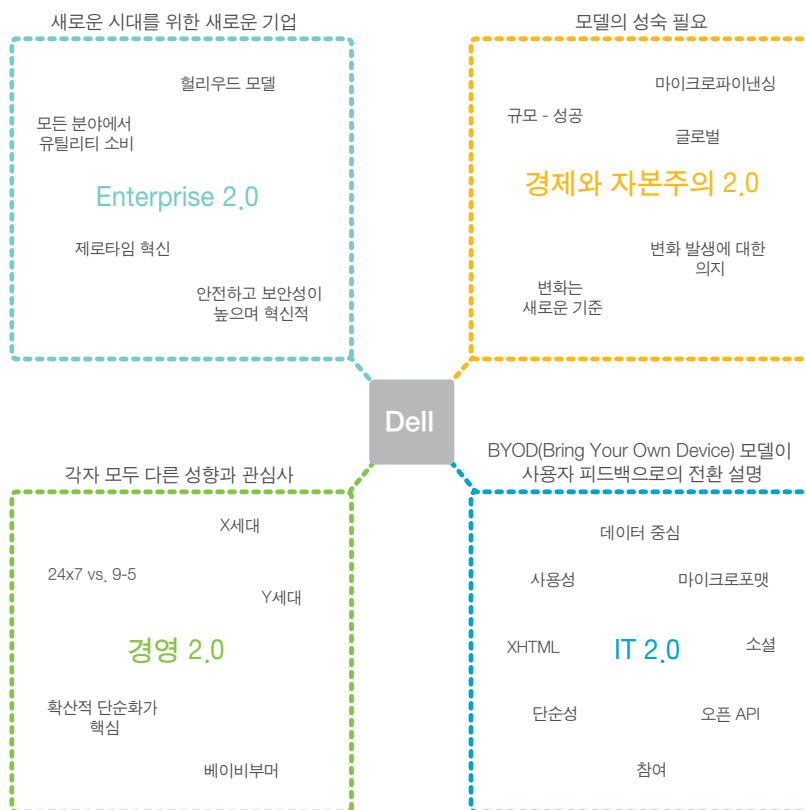 새로운 시대를 위한 새로운 기업
헐리우드 모델
모든 분야에서
유틸리티 소비
Enterprise 2.0
제로타임 혁신
안전하고 보안성이
높으며 혁신적
모델의 성숙 필요
마이크로파이낸싱
규모 - 성공
글로벌
경제와 자본주의 2.0
변화 발생에 대한
의지
변화는
새로운 기준
Dell
각자 모두 다른 성향과 관심사
X세대
24x7 vs. 9-5
Y세대
경영 2.0
확산적 단순화가
핵심
베이비부머
BYOD(Bring Your Own Device) 모델이
사용자 피드백으로의 전환 설명
데이터 중심
사용성
마이크로포맷
XHTML
IT 2.0
소셜
단순성
오픈 API
참여